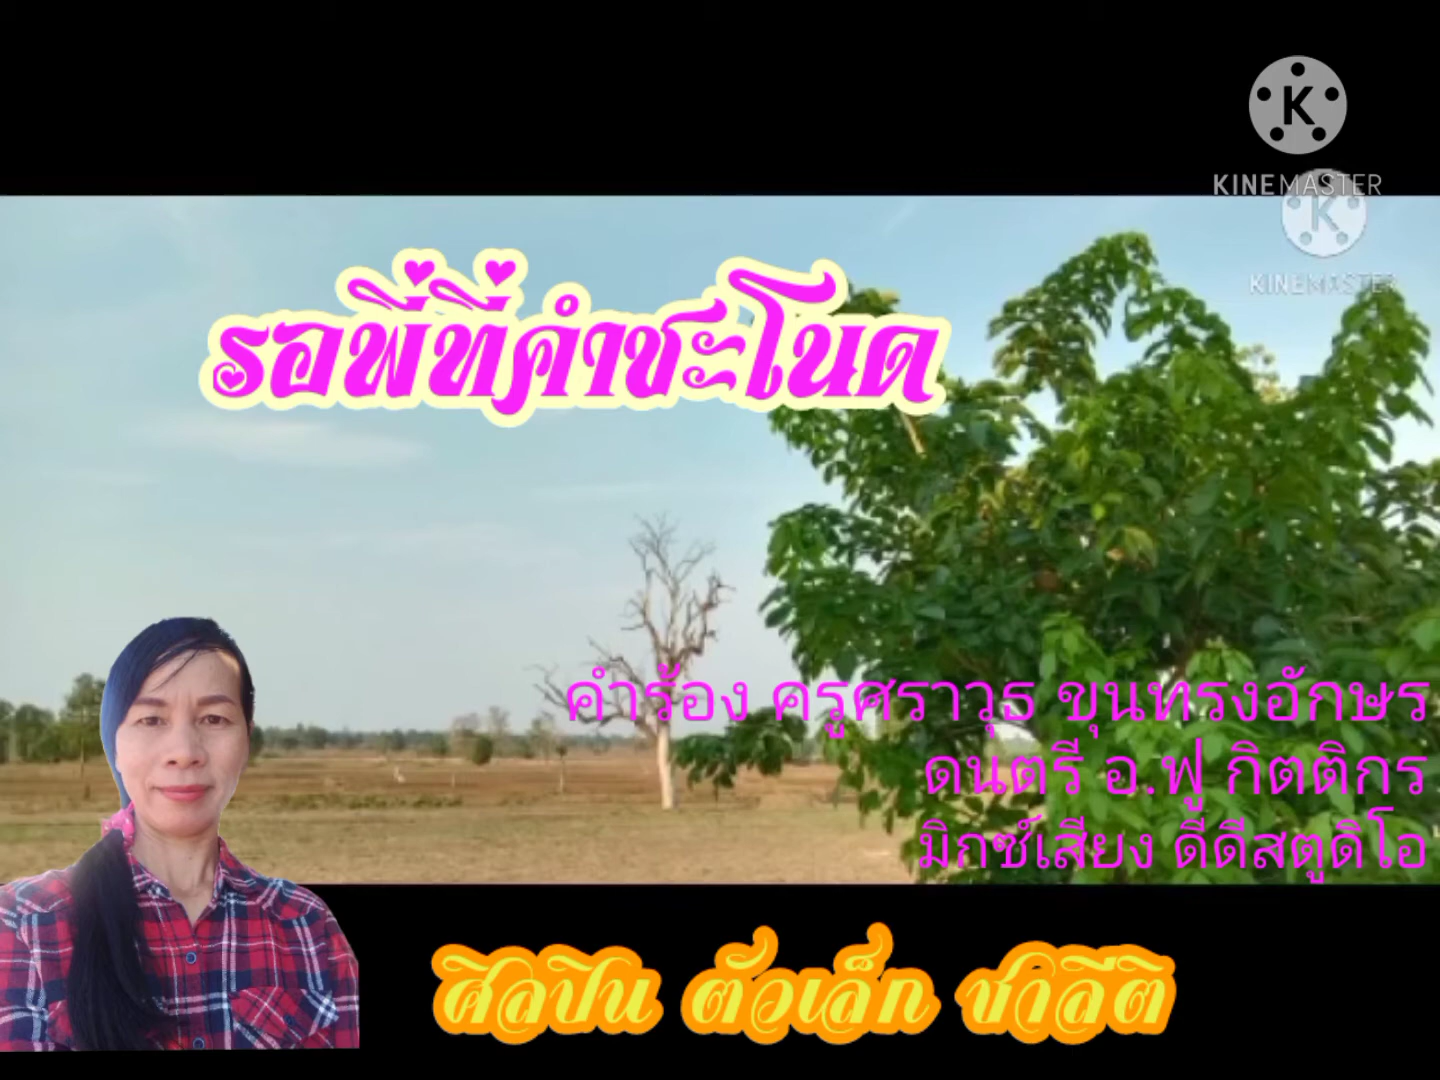 KINEMASTER
KINEMASTER
รอพี่ที่คำชะโนด
คำร้อง ครูศราวุธ ขุนทรงอักษร
ดนตรี อ.ฟู กิตติกร
มิกซ์เสียง ดีดีสตูดิโอ
ศิลปิน ตัวเล็ก ชาลีติ